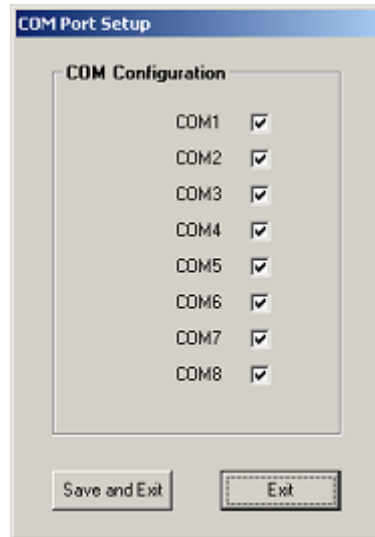 COM Port Setup
COM Configuration
COM1
COM2
COM3
COM4
COM5
COM6
COM7
COM8
Save and Exit Exit